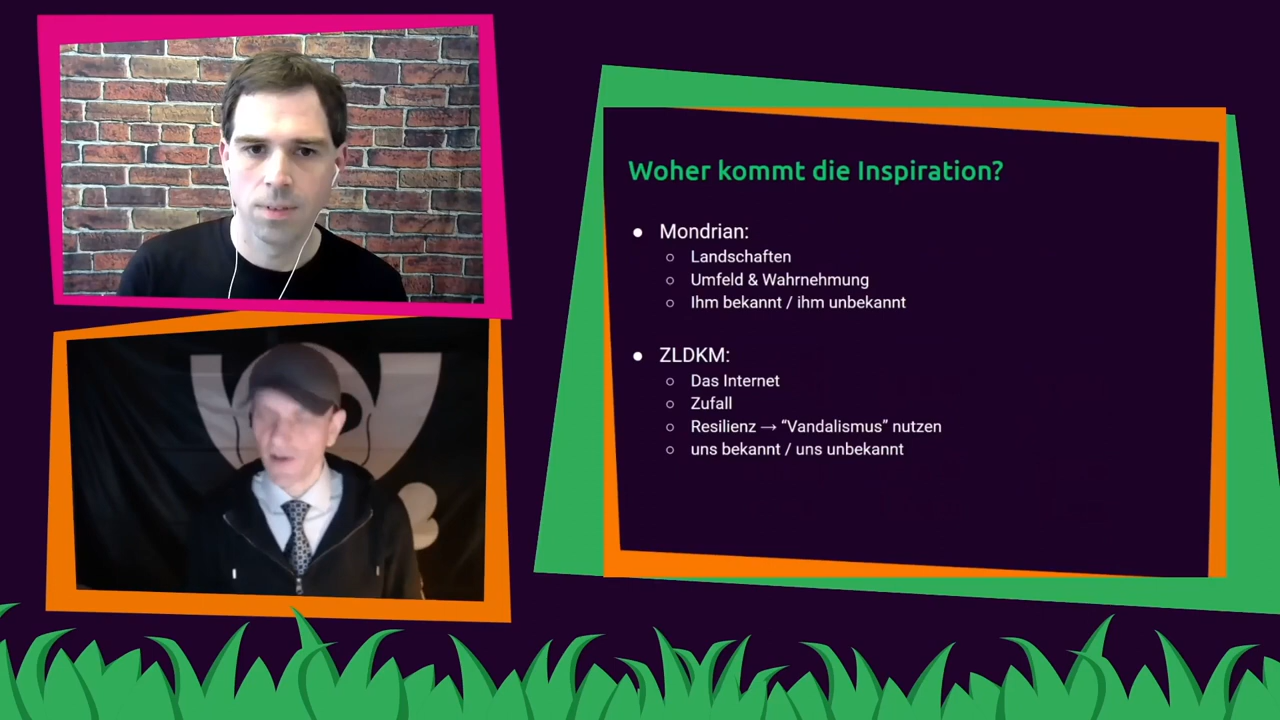 Woher kommt die Inspiration?
● Mondrian:
○ Landschaften
○ Umfeld & Wahrnehmung
○ Ihm bekannt / ihm unbekannt
● ZLDKM:
○ Das Internet
○ Zufall
○ Resilienz → “Vandalismus” nutzen
○ uns bekannt / uns unbekannt